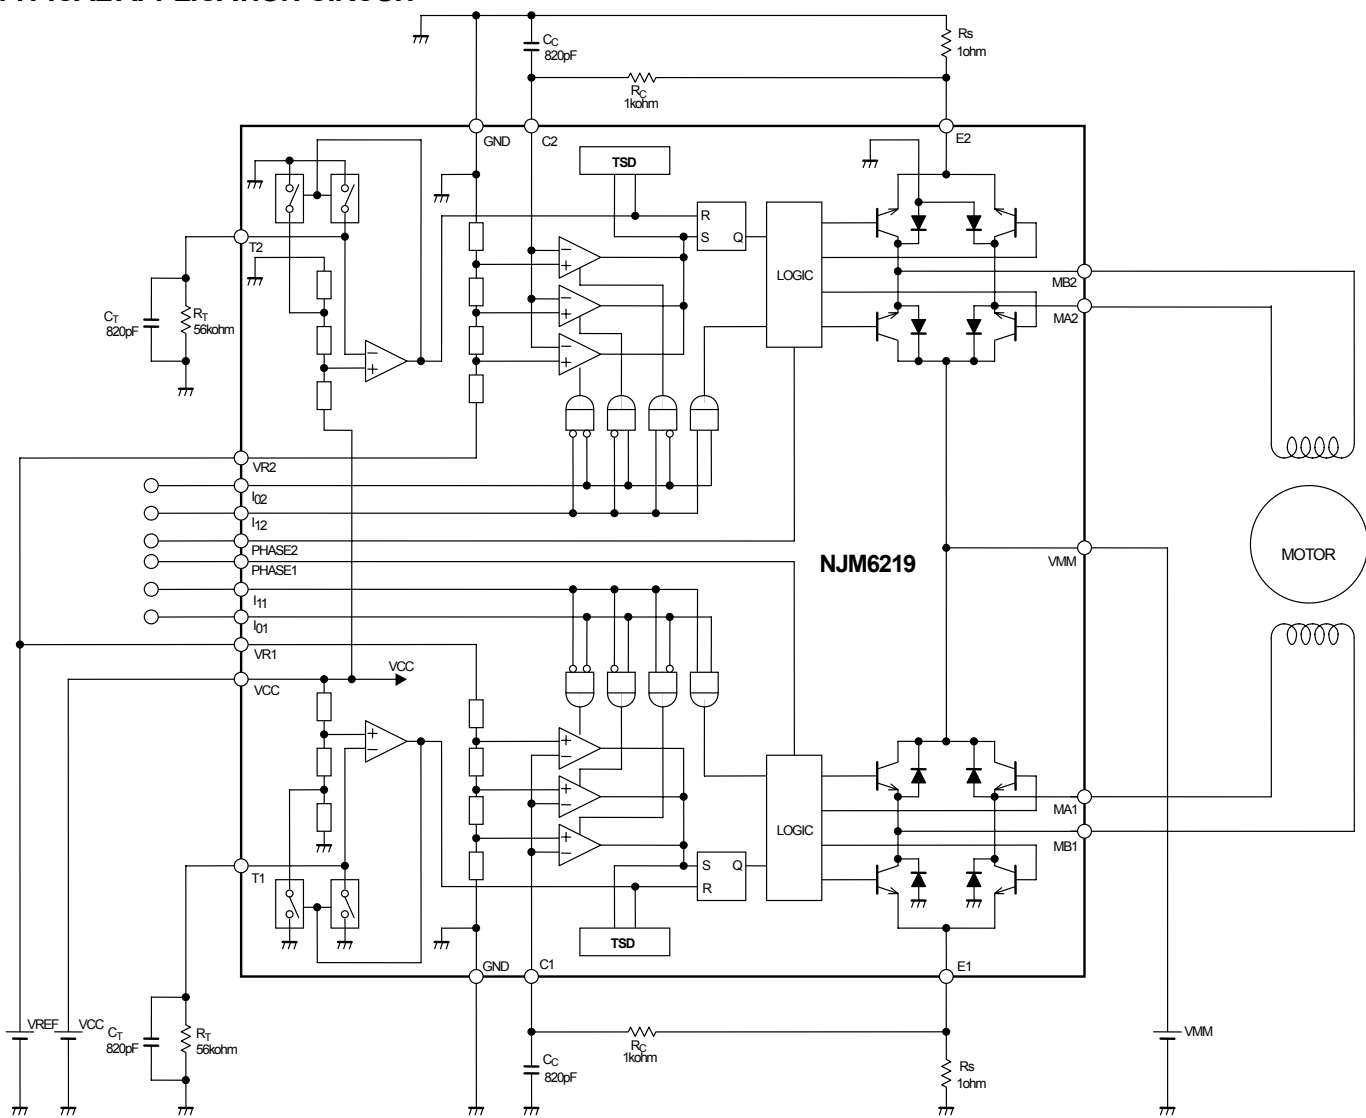 CC
820pF
Rs
1ohm
RC
1kohm
GND
C2
E2
TSD
R
S
Q
LOGIC
T2
CT
820pF
RT
56kohm
−
+
−
+
−
+
−
+
MB2
MA2
VR2
I02
I12
PHASE2
PHASE1
I11
I01
VR1
VCC
VCC
NJM6219
VMM
MOTOR
+
−
+
−
+
−
+
−
LOGIC
MA1
MB1
T1
S
R
Q
TSD
GND
C1
E1
VREF
VCC
CT
820pF
RT
56kohm
RC
1kohm
CC
820pF
Rs
1ohm
VMM